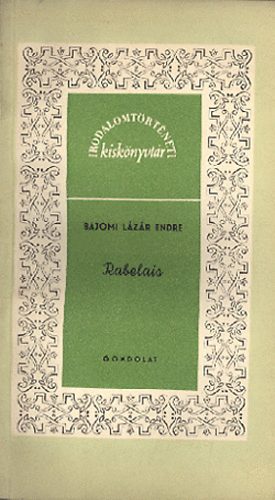 IRODALOMTÖRTÉNETI
kiskönyvtár
BAJOMI LÁZÁR ENDRE
Rabelais
GONDOLAT